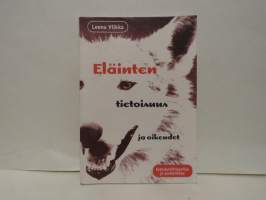 Leena Vilkka
Eläinten
tietoisuus
ja oikeudet